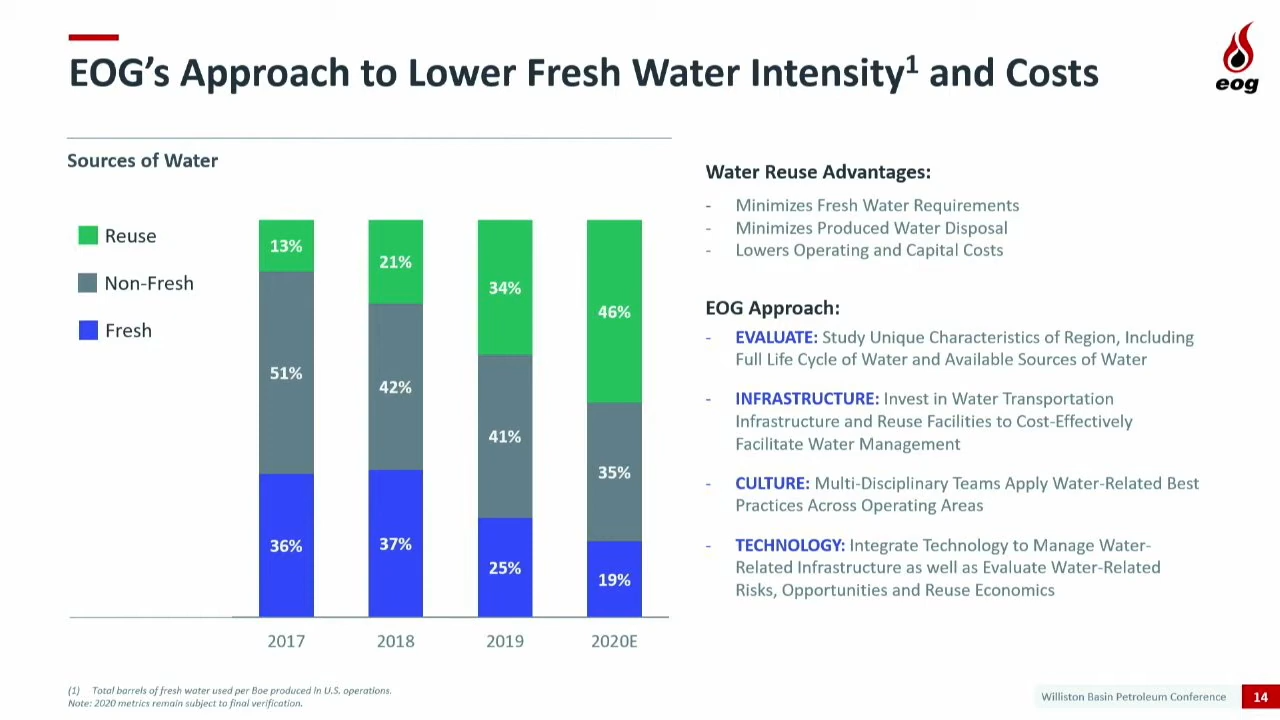 EOG’s Approach to Lower Fresh Water Intensity¹ and Costs
eog
Sources of Water
Reuse
Non-Fresh
Fresh
13%
51%
36%
21%
42%
37%
34%
41%
25%
46%
35%
19%
2017
2018
2019
2020E
Water Reuse Advantages:
- Minimizes Fresh Water Requirements
- Minimizes Produced Water Disposal
- Lowers Operating and Capital Costs
EOG Approach:
- EVALUATE: Study Unique Characteristics of Region, Including
Full Life Cycle of Water and Available Sources of Water
- INFRASTRUCTURE: Invest in Water Transportation
Infrastructure and Reuse Facilities to Cost-Effectively
Facilitate Water Management
- CULTURE: Multi-Disciplinary Teams Apply Water-Related Best
Practices Across Operating Areas
- TECHNOLOGY: Integrate Technology to Manage Water-
Related Infrastructure as well as Evaluate Water-Related
Risks, Opportunities and Reuse Economics
(1) Total barrels of fresh water used per Boe produced in U.S. operations.
Note: 2020 metrics remain subject to final verification.
Williston Basin Petroleum Conference
14